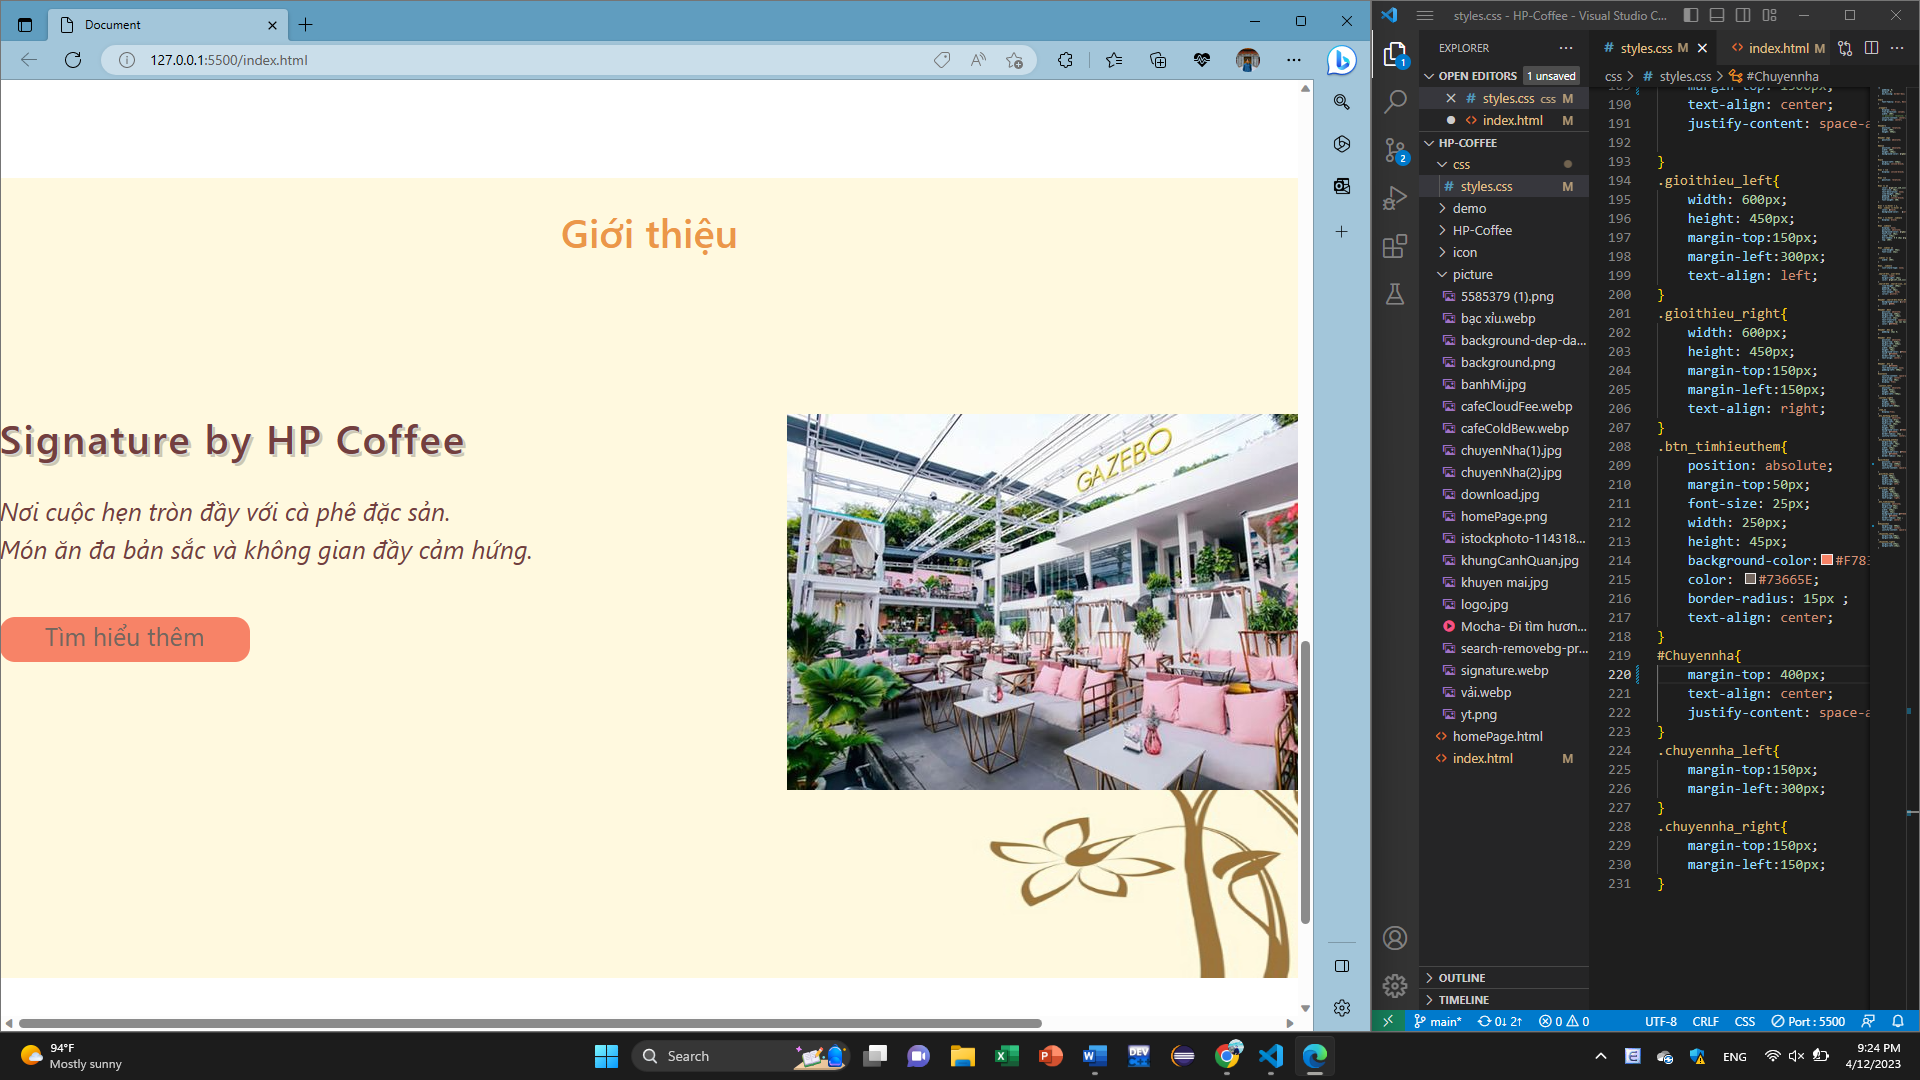 Document
127.0.0.1:5500/index.html
Giới thiệu
Signature by HP Coffee
Nơi cuộc hẹn tròn đầy với cà phê đặc sản.
Món ăn đa bản sắc và không gian đầy cảm hứng.
Tìm hiểu thêm
GAZEBO
styles.css - HP-Coffee - Visual Studio C...
EXPLORER
OPEN EDITORS 1 unsaved
styles.css css M
index.html M
HP-COFFEE
css
styles.css M
demo
HP-Coffee
icon
picture
5585379 (1).png
bạc xỉu.webp
background-dep-da...
background.png
banhMi.jpg
cafeCloudFee.webp
cafeColdBew.webp
chuyenNha(1).jpg
chuyenNha(2).jpg
download.jpg
homePage.png
istockphoto-114318...
khungCanhQuan.jpg
khuyen mai.jpg
logo.jpg
Mocha- Đi tìm hươn...
search-removebg-pr...
signature.webp
vải.webp
yt.png
homePage.html
index.html M
OUTLINE
TIMELINE
styles.css M
index.html M
css > styles.css > #Chuyennha
190 text-align: center;
191 justify-content: space-a
192
193 }
194 .gioithieu_left{
195 width: 600px;
196 height: 450px;
197 margin-top:150px;
198 margin-left:300px;
199 text-align: left;
200 }
201 .gioithieu_right{
202 width: 600px;
203 height: 450px;
204 margin-top:150px;
205 margin-left:150px;
206 text-align: right;
207 }
208 .btn_timhieuthem{
209 position: absolute;
210 margin-top:50px;
211 font-size: 25px;
212 width: 250px;
213 height: 45px;
214 background-color: #F783
215 color: #73665E;
216 border-radius: 15px ;
217 text-align: center;
218 }
219 #Chuyennha{
220 margin-top: 400px;
221 text-align: center;
222 justify-content: space-a
223 }
224 .chuyennha_left{
225 margin-top:150px;
226 margin-left:300px;
227 }
228 .chuyennha_right{
229 margin-top:150px;
230 margin-left:150px;
231 }
1
2
main* 0↓ 2↑ 0 0 UTF-8 CRLF CSS Port : 5500
94°F
Mostly sunny
Search
DEV
ENG
9:24 PM
4/12/2023